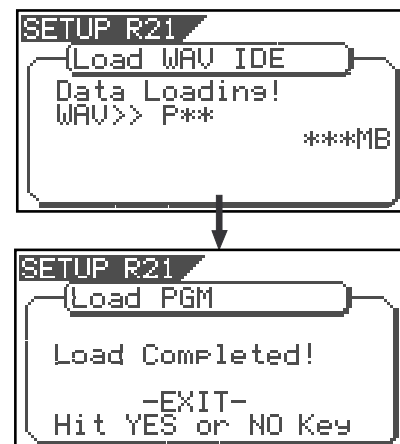 SETUP R21
Load WAV IDE
Data Loading!
WAV>> P**
***MB
SETUP R21
Load PGM
Load Completed!
-EXIT-
Hit YES or NO Key